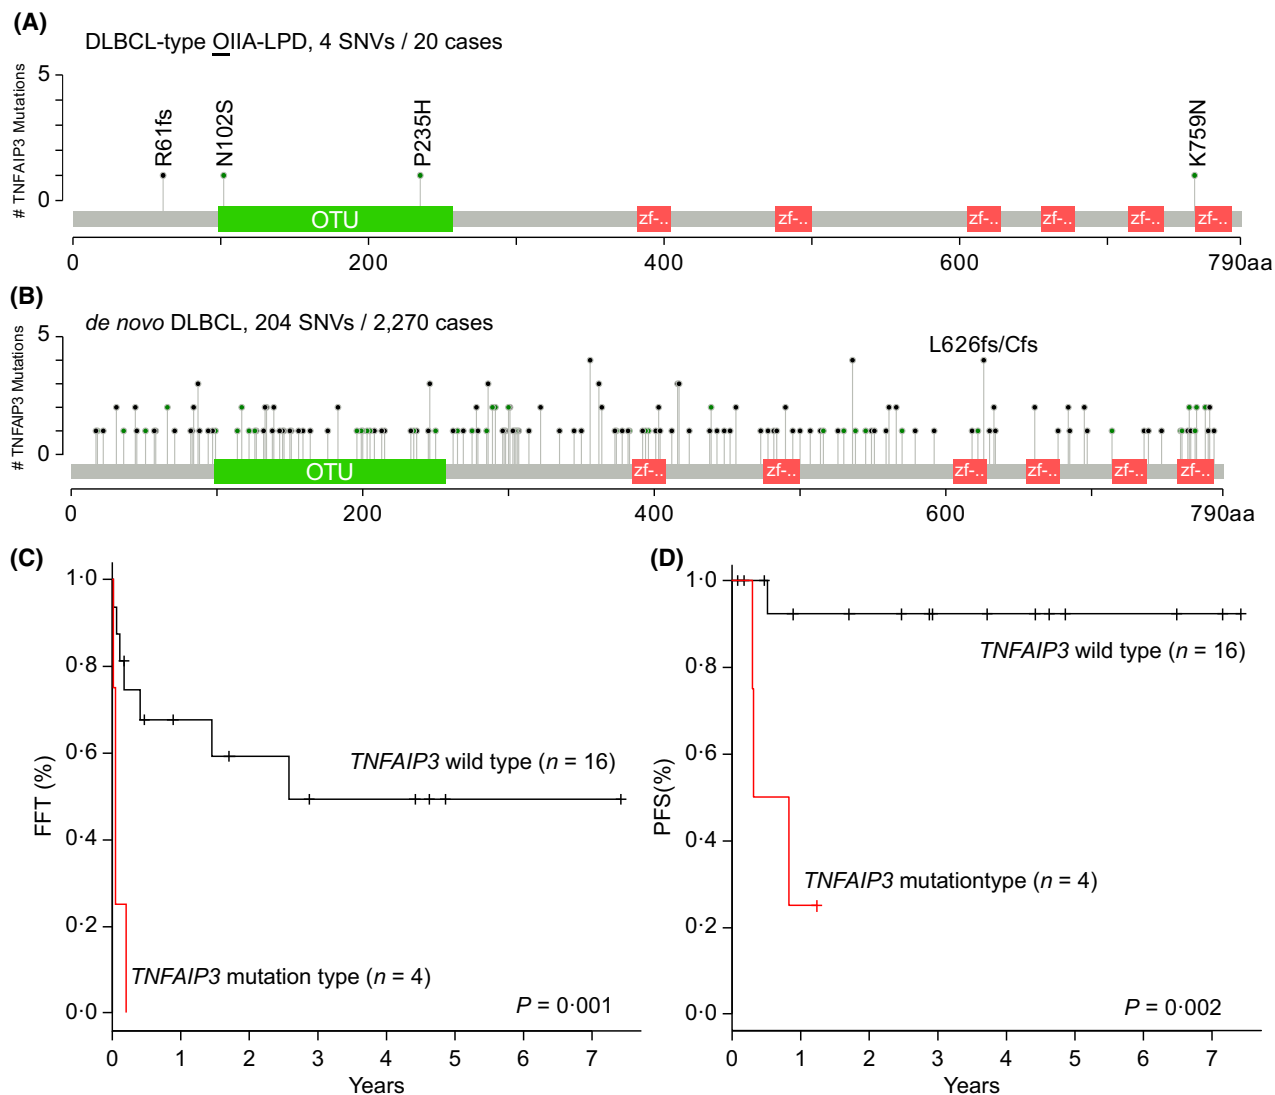 (A)
DLBCL-type OIIA-LPD, 4 SNVs / 20 cases
# TNFAIP3 Mutations
5
0
R61fs
N102S
P235H
K759N
OTU
zf-..
zf-..
zf-..
zf-..
zf-..
zf-..
0
200
400
600
790aa
(B)
de novo DLBCL, 204 SNVs / 2,270 cases
# TNFAIP3 Mutations
5
0
L626fs/Cfs
OTU
zf-..
zf-..
zf-..
zf-..
zf-..
zf-..
0
200
400
600
790aa
(C)
FFT (%)
1·0
0·8
0·6
0·4
0·2
0·0
TNFAIP3 wild type (n = 16)
TNFAIP3 mutation type (n = 4)
P = 0·001
0 1 2 3 4 5 6 7
Years
(D)
PFS(%)
1·0
0·8
0·6
0·4
0·2
0·0
TNFAIP3 wild type (n = 16)
TNFAIP3 mutationtype (n = 4)
P = 0·002
0 1 2 3 4 5 6 7
Years